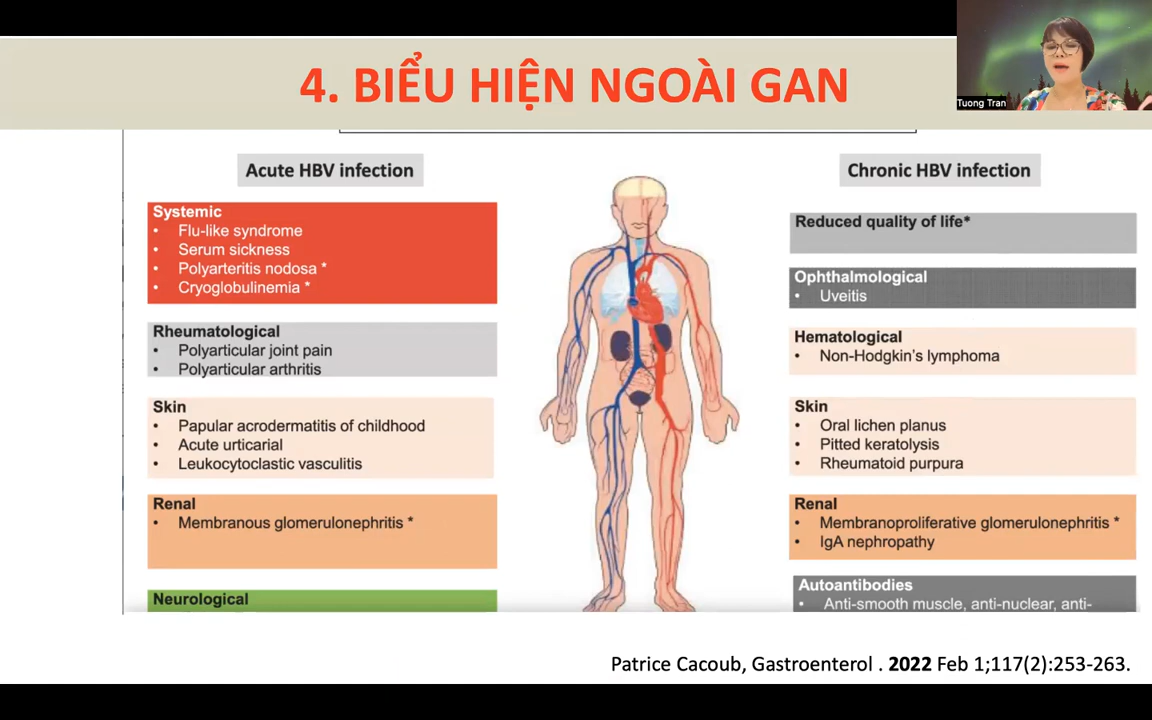 4. BIỂU HIỆN NGOÀI GAN
Tuong Tran
Acute HBV infection
Systemic
• Flu-like syndrome
• Serum sickness
• Polyarteritis nodosa *
• Cryoglobulinemia *
Rheumatological
• Polyarticular joint pain
• Polyarticular arthritis
Skin
• Papular acrodermatitis of childhood
• Acute urticarial
• Leukocytoclastic vasculitis
Renal
• Membranous glomerulonephritis *
Neurological
Chronic HBV infection
Reduced quality of life*
Ophthalmological
• Uveitis
Hematological
• Non-Hodgkin's lymphoma
Skin
• Oral lichen planus
• Pitted keratolysis
• Rheumatoid purpura
Renal
• Membranoproliferative glomerulonephritis *
• IgA nephropathy
Autoantibodies
• Anti-smooth muscle, anti-nuclear, anti-
Patrice Cacoub, Gastroenterol . 2022 Feb 1;117(2):253-263.